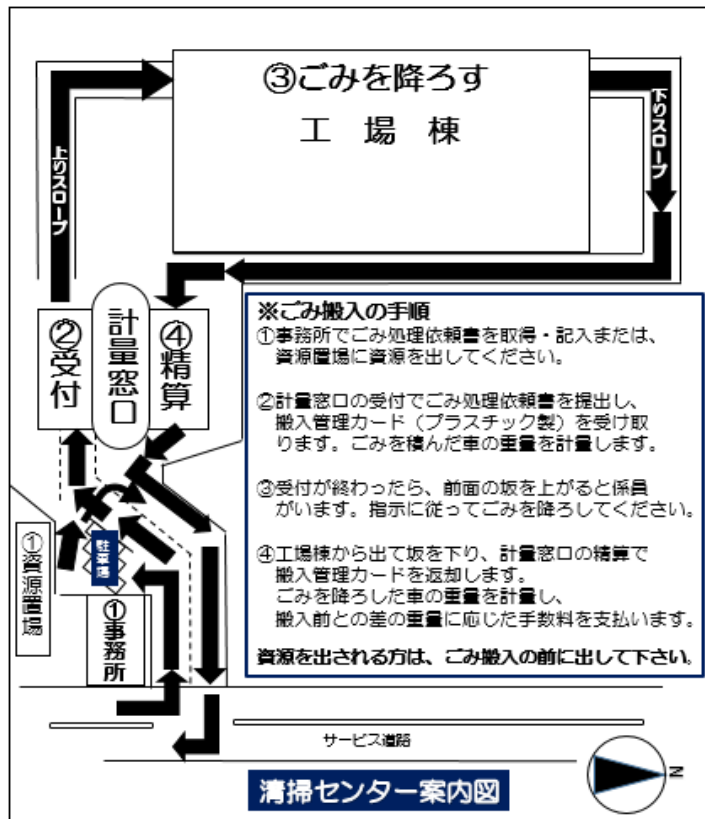 ③ごみを降ろす
工場棟
上りスロープ
下りスロープ
②受付
計量窓口
④精算
※ごみ搬入の手順
①事務所でごみ処理依頼書を取得・記入または、
資源置場に資源を出してください。
②計量窓口の受付でごみ処理依頼書を提出し、
搬入管理カード（プラスチック製）を受け取
ります。ごみを積んだ車の重量を計量します。
③受付が終わったら、前面の坂を上がると係員
がいます。指示に従ってごみを降ろしてください。
④工場棟から出て坂を下り、計量窓口の精算で
搬入管理カードを返却します。
ごみを降ろした車の重量を計量し、
搬入前との差の重量に応じた手数料を支払います。
資源を出される方は、ごみ搬入の前に出して下さい。
①資源置場
駐車場
①事務所
サービス道路
N
清掃センター案内図